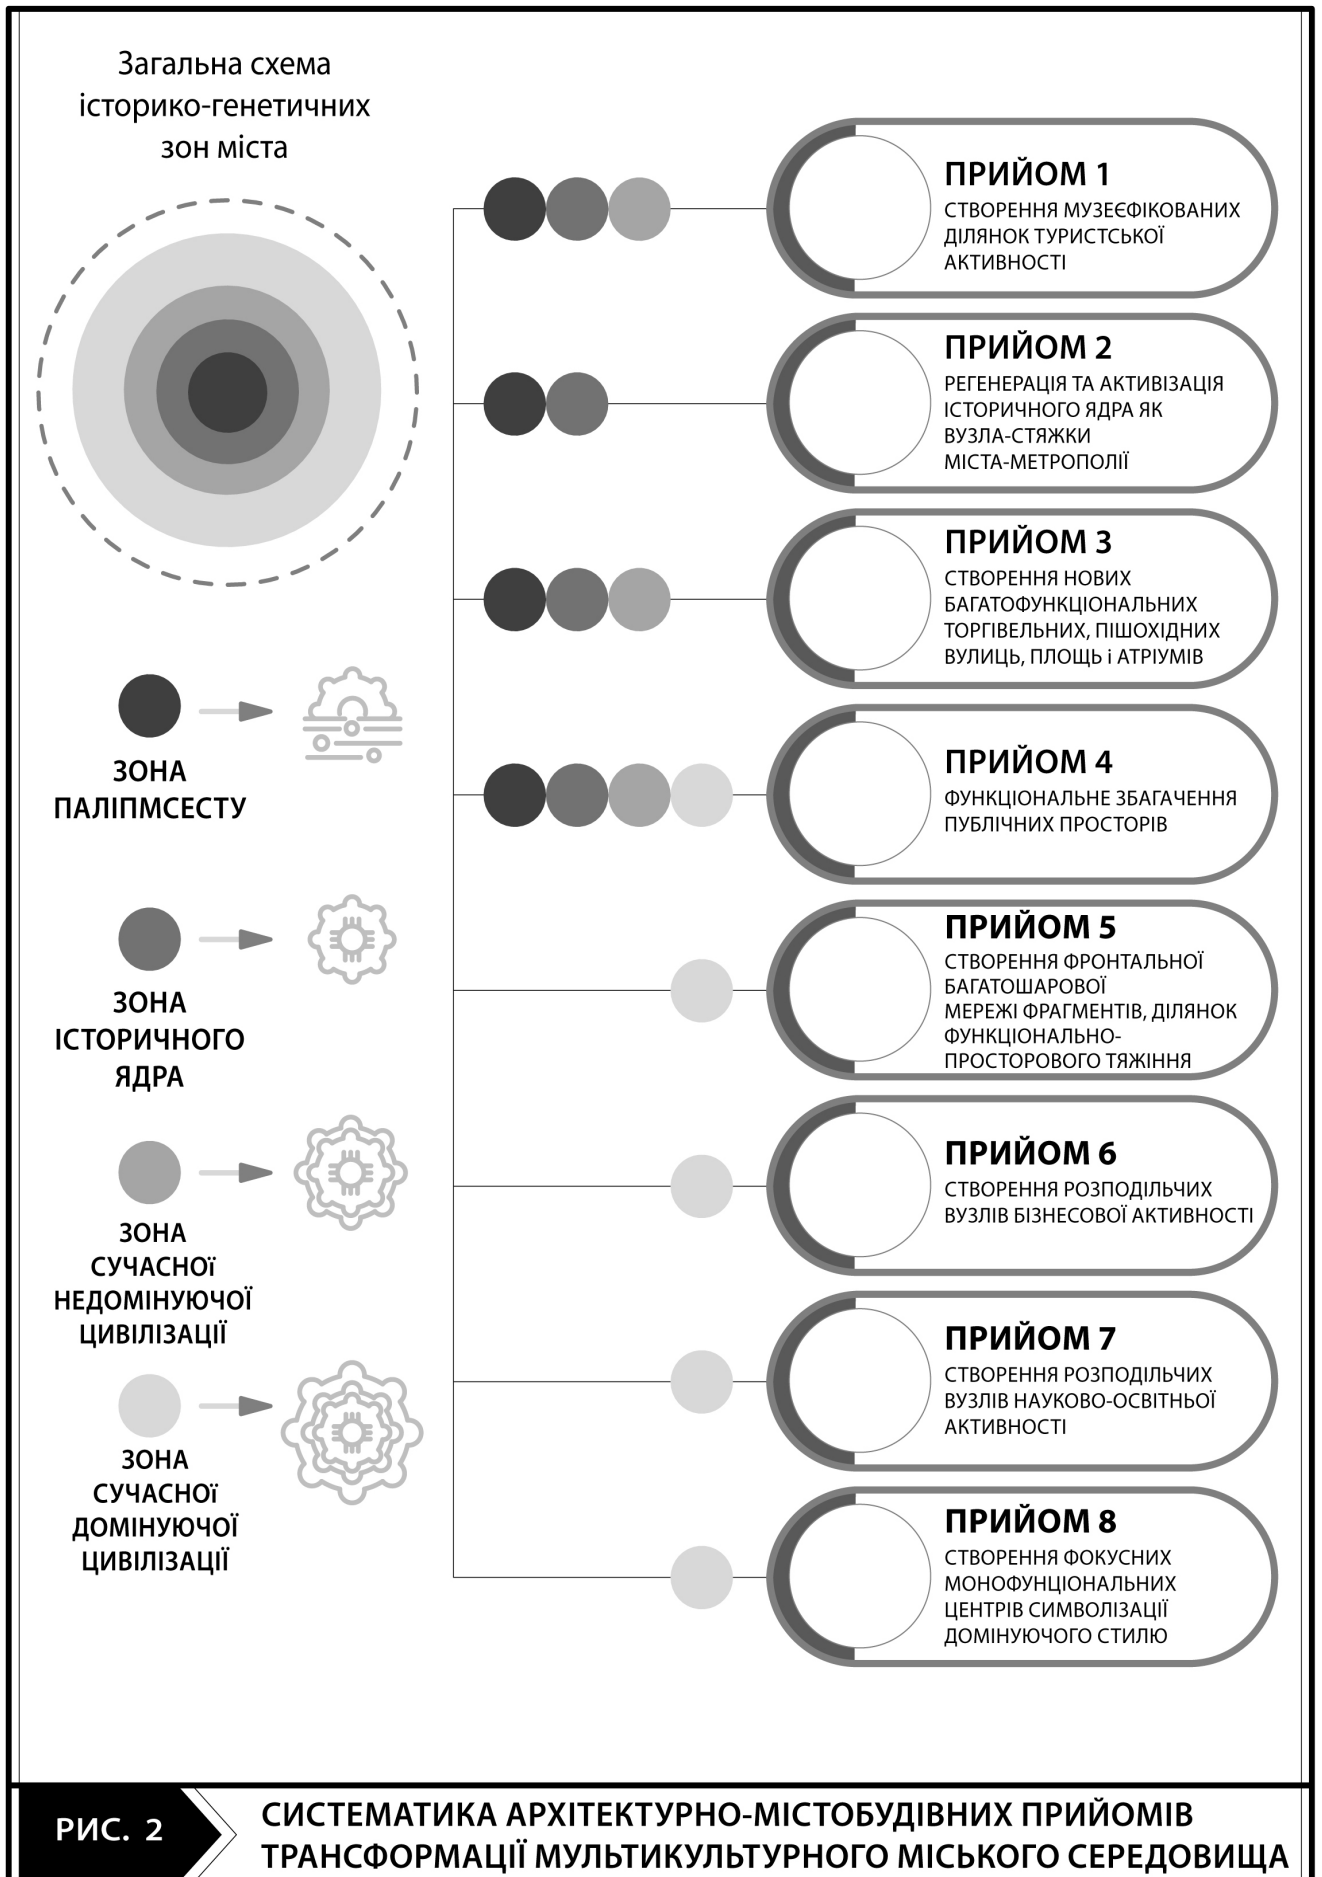 Загальна схема
історико-генетичних
зон міста
ЗОНА
ПАЛІПМСЕСТУ
ЗОНА
ІСТОРИЧНОГО
ЯДРА
ЗОНА
СУЧАСНОї
НЕДОМІНУЮЧОЇ
ЦИВІЛІЗАЦІЇ
ЗОНА
СУЧАСНОї
ДОМІНУЮЧОЇ
ЦИВІЛІЗАЦІЇ
ПРИЙОМ 1
СТВОРЕННЯ МУЗЕЄФІКОВАНИХ
ДІЛЯНОК ТУРИСТСЬКОЇ
АКТИВНОСТІ
ПРИЙОМ 2
РЕГЕНЕРАЦІЯ ТА АКТИВІЗАЦІЯ
ІСТОРИЧНОГО ЯДРА ЯК
ВУЗЛА-СТЯЖКИ
МІСТА-МЕТРОПОЛІЇ
ПРИЙОМ 3
СТВОРЕННЯ НОВИХ
БАГАТОФУНКЦІОНАЛЬНИХ
ТОРГІВЕЛЬНИХ, ПІШОХІДНИХ
ВУЛИЦЬ, ПЛОЩЬ і АТРІУМІВ
ПРИЙОМ 4
ФУНКЦІОНАЛЬНЕ ЗБАГАЧЕННЯ
ПУБЛІЧНИХ ПРОСТОРІВ
ПРИЙОМ 5
СТВОРЕННЯ ФРОНТАЛЬНОЇ
БАГАТОШАРОВОЇ
МЕРЕЖІ ФРАГМЕНТІВ, ДІЛЯНОК
ФУНКЦІОНАЛЬНО-
ПРОСТОРОВОГО ТЯЖІННЯ
ПРИЙОМ 6
СТВОРЕННЯ РОЗПОДІЛЬЧИХ
ВУЗЛІВ БІЗНЕСОВОЇ АКТИВНОСТІ
ПРИЙОМ 7
СТВОРЕННЯ РОЗПОДІЛЬЧИХ
ВУЗЛІВ НАУКОВО-ОСВІТНЬОЇ
АКТИВНОСТІ
ПРИЙОМ 8
СТВОРЕННЯ ФОКУСНИХ
МОНОФУНЦІОНАЛЬНИХ
ЦЕНТРІВ СИМВОЛІЗАЦІЇ
ДОМІНУЮЧОГО СТИЛЮ
РИС. 2
СИСТЕМАТИКА АРХІТЕКТУРНО-МІСТОБУДІВНИХ ПРИЙОМІВ
ТРАНСФОРМАЦІЇ МУЛЬТИКУЛЬТУРНОГО МІСЬКОГО СЕРЕДОВИЩА